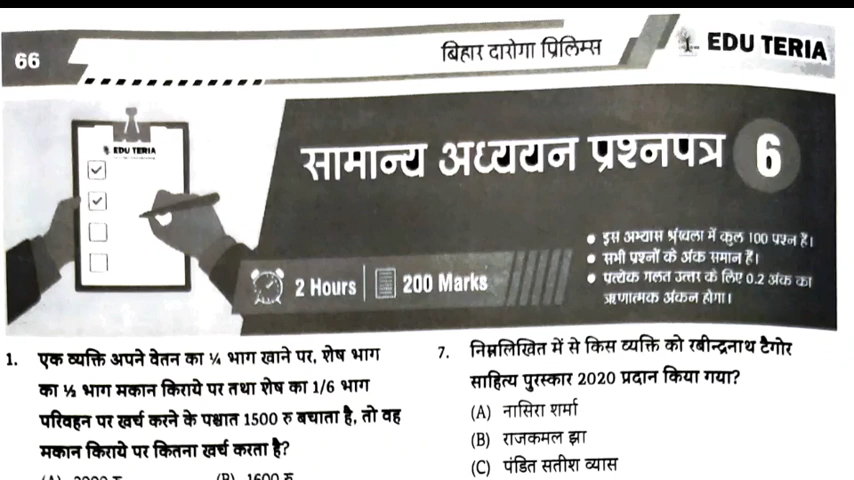 66
बिहार दारोगा प्रिलिम्स
EDU TERIA
EDU TERIA
सामान्य अध्ययन प्रश्नपत्र 6
2 Hours
200 Marks
इस अभ्यास श्रृंखला में कुल 100 प्रश्न हैं।
सभी प्रश्नों के अंक समान हैं।
प्रत्येक गलत उत्तर के लिए 0.2 अंक का
ऋणात्मक अंकन होगा।
1. एक व्यक्ति अपने वेतन का ¼ भाग खाने पर, शेष भाग
का ½ भाग मकान किराये पर तथा शेष का 1/6 भाग
परिवहन पर खर्च करने के पश्चात 1500 रु बचाता है, तो वह
मकान किराये पर कितना खर्च करता है?
(B) 1600 रु
7. निम्नलिखित में से किस व्यक्ति को रबीन्द्रनाथ टैगोर
साहित्य पुरस्कार 2020 प्रदान किया गया?
(A) नासिरा शर्मा
(B) राजकमल झा
(C) पंडित सतीश व्यास